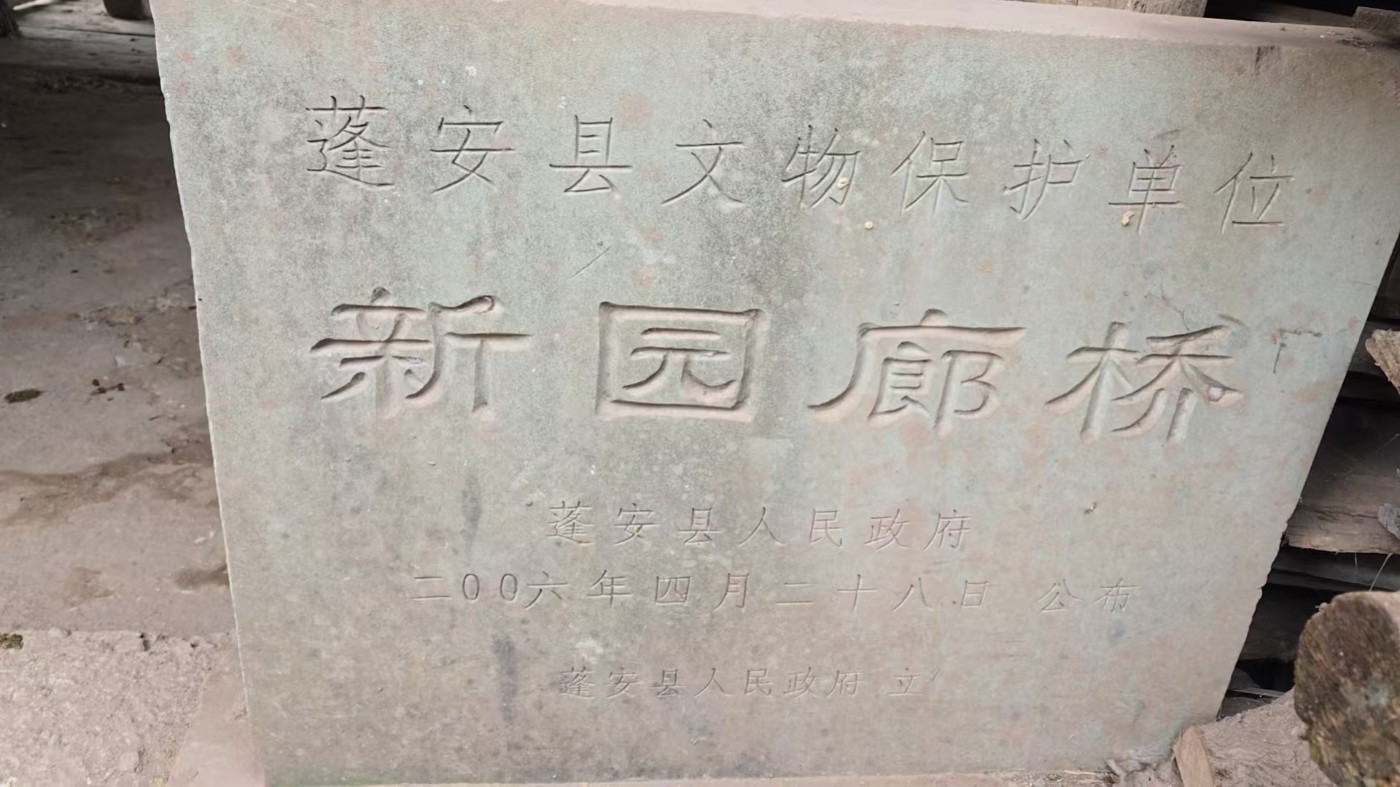 蓬安县文物保护单位
新园廊桥
蓬安县人民政府
二00六年四月二十八日 公布
蓬安县人民政府 立